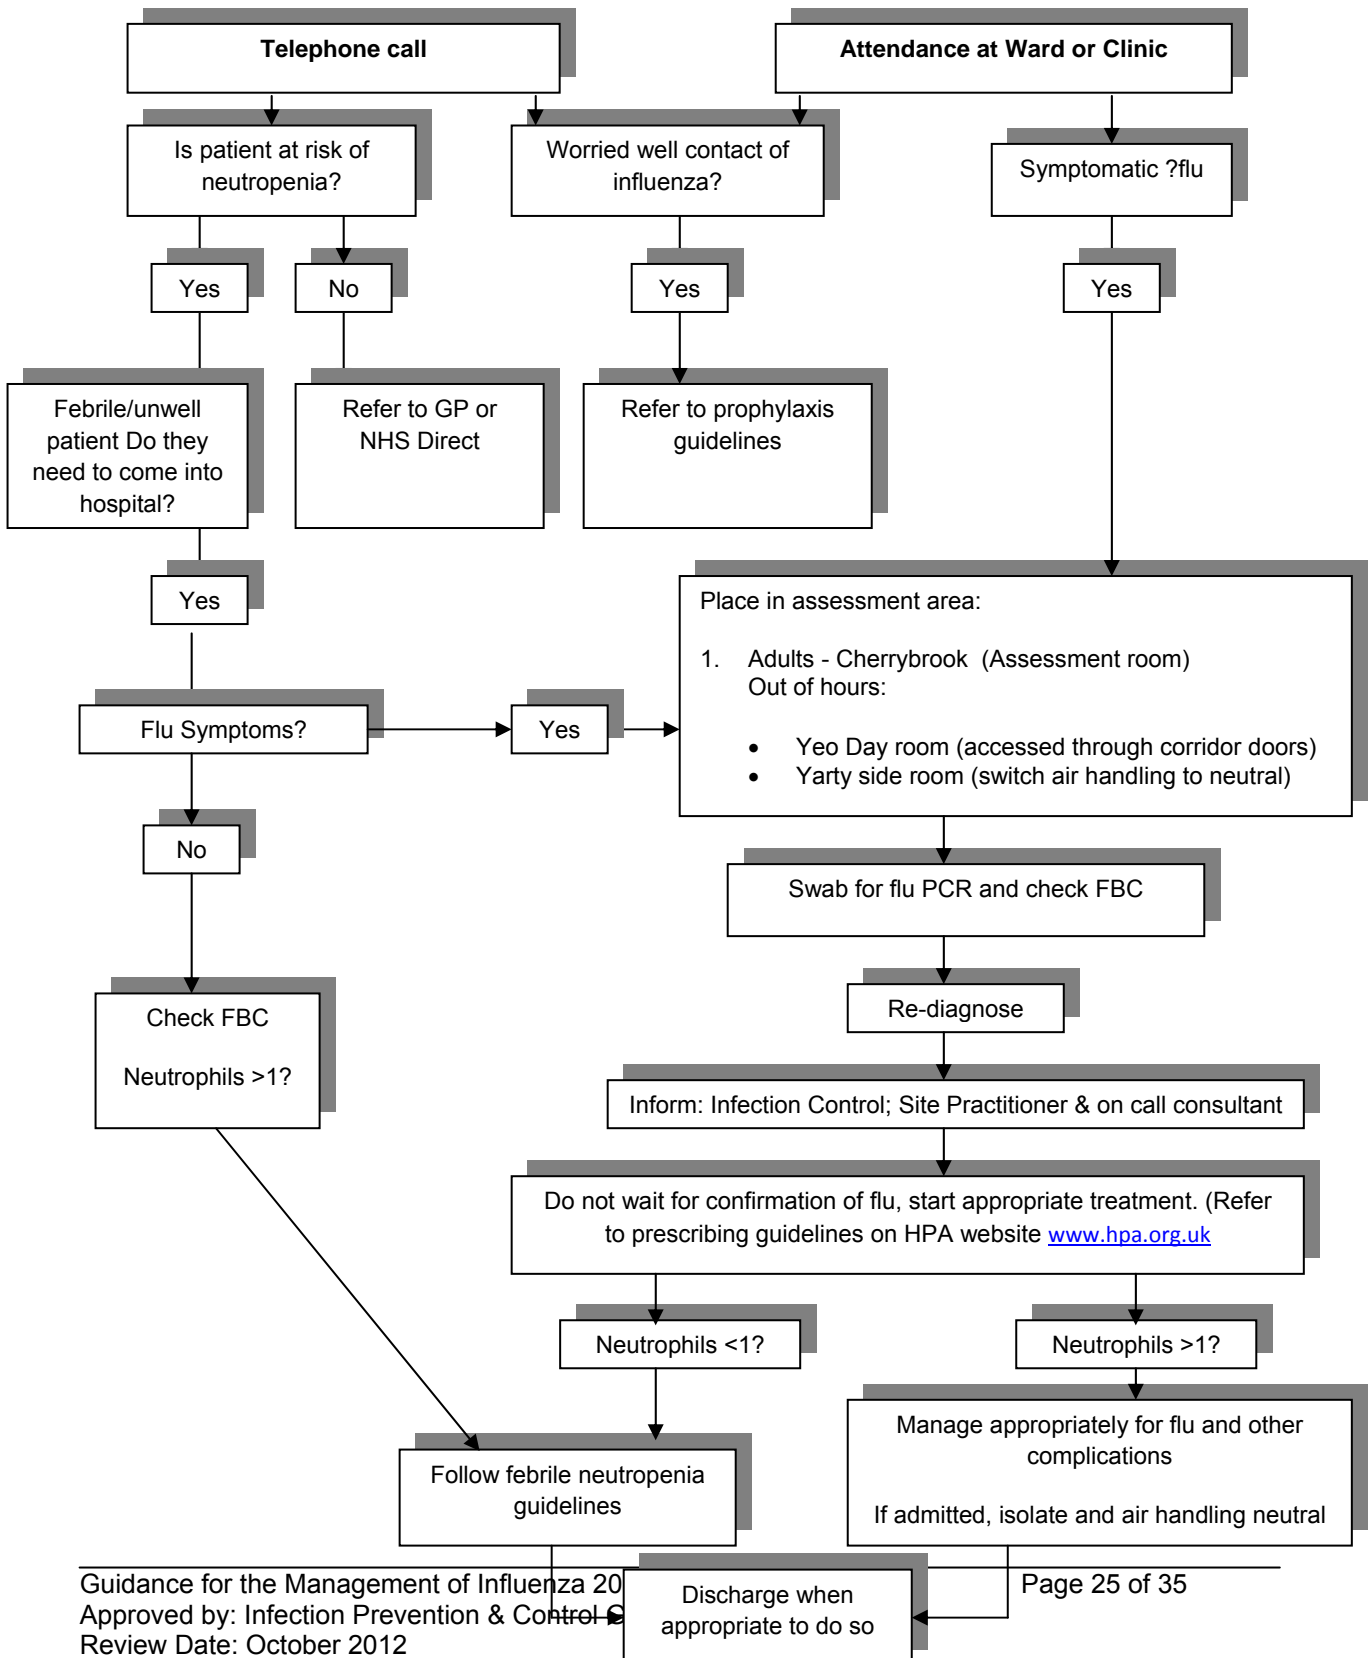 Telephone call
Attendance at Ward or Clinic
Is patient at risk of
neutropenia?
Worried well contact of
influenza?
Symptomatic ?flu
Yes
No
Yes
Yes
Febrile/unwell
patient Do they
need to come into
hospital?
Refer to GP or
NHS Direct
Refer to prophylaxis
guidelines
Yes
Place in assessment area:
1. Adults - Cherrybrook (Assessment room)
Out of hours:
• Yeo Day room (accessed through corridor doors)
• Yarty side room (switch air handling to neutral)
Flu Symptoms?
Yes
No
Swab for flu PCR and check FBC
Re-diagnose
Check FBC
Neutrophils >1?
Inform: Infection Control; Site Practitioner & on call consultant
Do not wait for confirmation of flu, start appropriate treatment. (Refer
to prescribing guidelines on HPA website www.hpa.org.uk
Neutrophils <1?
Neutrophils >1?
Follow febrile neutropenia
guidelines
Manage appropriately for flu and other
complications
If admitted, isolate and air handling neutral
Discharge when
appropriate to do so
Guidance for the Management of Influenza 20
Page 25 of 35
Approved by: Infection Prevention & Control
Review Date: October 2012